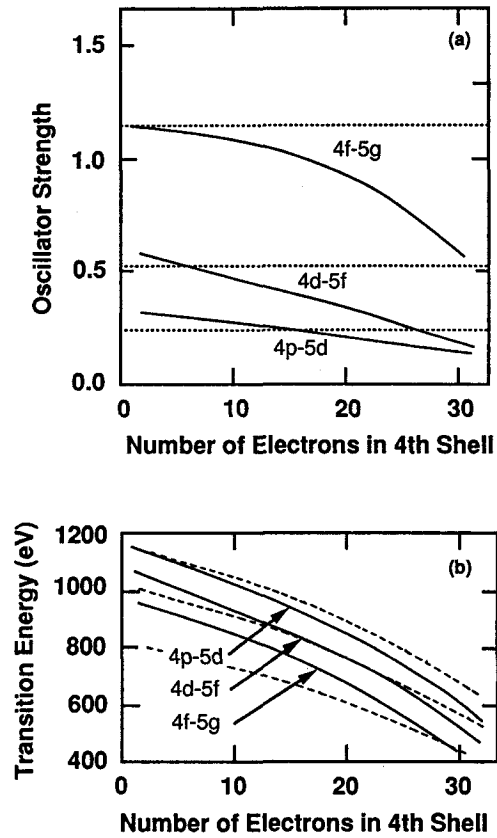 (a)
1.5
1.0
0.5
0.0
Oscillator Strength
4f-5g
4d-5f
4p-5d
0 10 20 30
Number of Electrons in 4th Shell
(b)
1200
1000
800
600
400
Transition Energy (eV)
4p-5d
4d-5f
4f-5g
0 10 20 30
Number of Electrons in 4th Shell